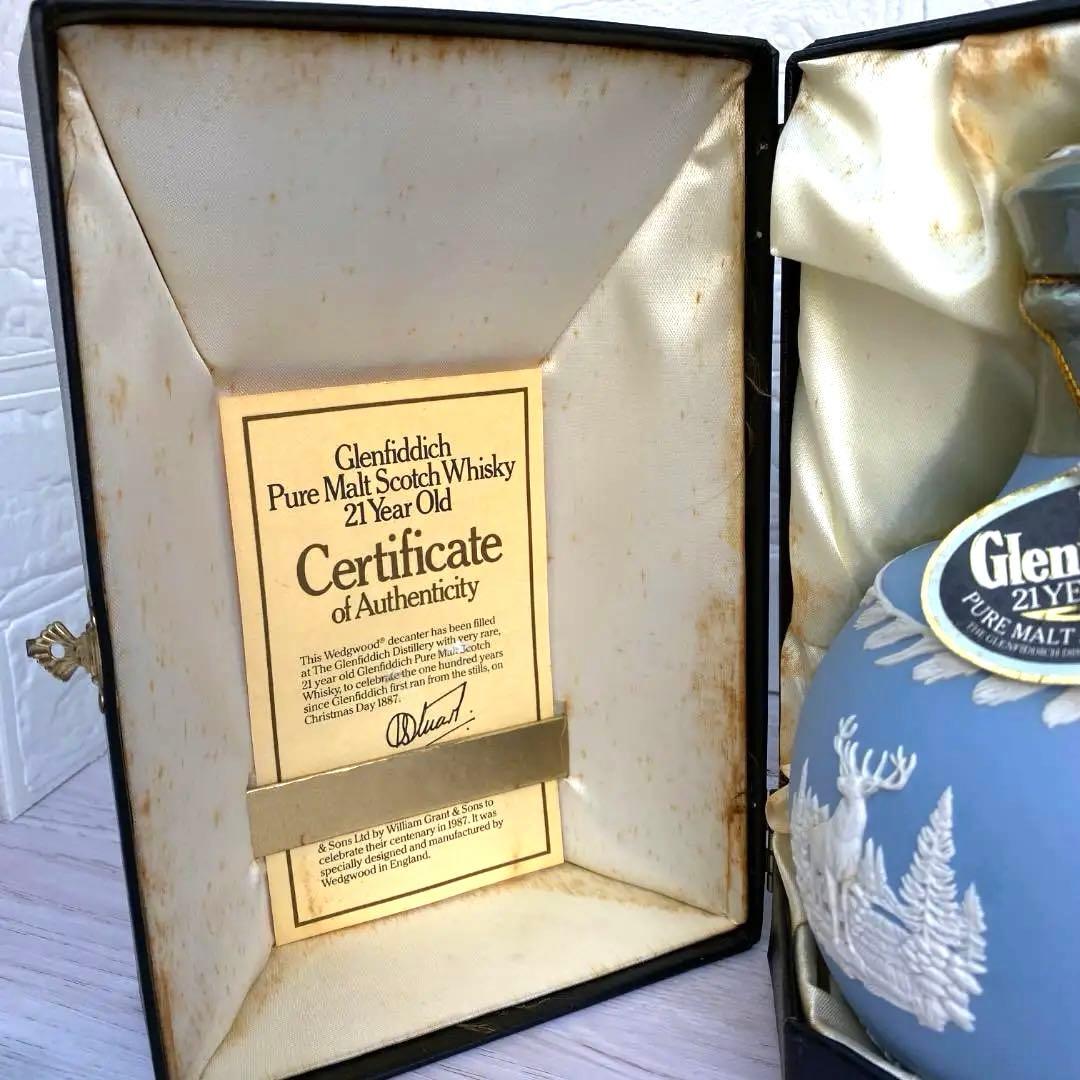 Glenfiddich
Pure Malt Scotch Whisky
21 Year Old
Certificate
of Authenticity
This Wedgwood® decanter has been filled
at The Glenfiddich Distillery with very rare,
21 year old Glenfiddich Pure Malt Scotch
Whisky, to celebrate the one hundred years
since Glenfiddich first ran from the stills, on
Christmas Day 1887.
& Sons Ltd by William Grant & Sons to
celebrate their centenary in 1987. It was
specially designed and manufactured by
Wedgwood in England.
Glen
21 YE
PURE MALT
THE GLENFIDDICH DIS